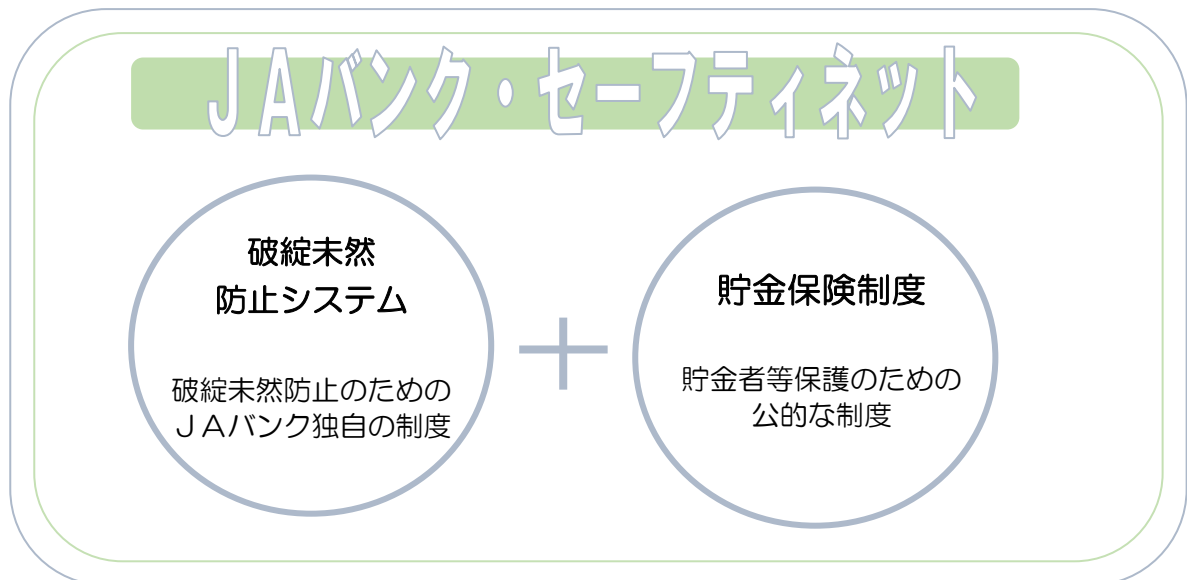 JAバンク・セーフティネット
破綻未然
防止システム
破綻未然防止のための
JAバンク独自の制度
+
貯金保険制度
貯金者等保護のための
公的な制度